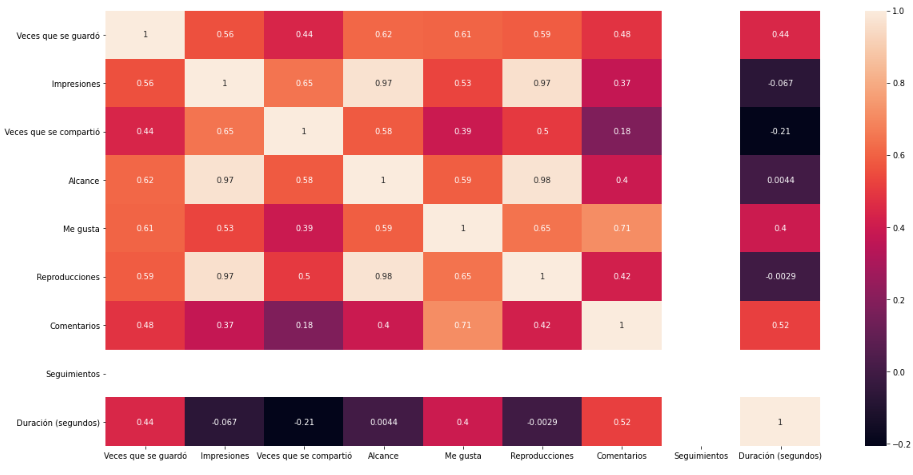 Veces que se guardó 1 0.56 0.44 0.62 0.61 0.59 0.48 0.44
Impresiones 0.56 1 0.65 0.97 0.53 0.97 0.37 -0.067
Veces que se compartió 0.44 0.65 1 0.58 0.39 0.5 0.18 -0.21
Alcance 0.62 0.97 0.58 1 0.59 0.98 0.4 0.0044
Me gusta 0.61 0.53 0.39 0.59 1 0.65 0.71 0.4
Reproducciones 0.59 0.97 0.5 0.98 0.65 1 0.42 -0.0029
Comentarios 0.48 0.37 0.18 0.4 0.71 0.42 1 0.52
Seguimientos
Duración (segundos) 0.44 -0.067 -0.21 0.0044 0.4 -0.0029 0.52 1
Veces que se guardó Impresiones Veces que se compartió Alcance Me gusta Reproducciones Comentarios Seguimientos Duración (segundos)
1.0
0.8
0.6
0.4
0.2
0.0
−0.2